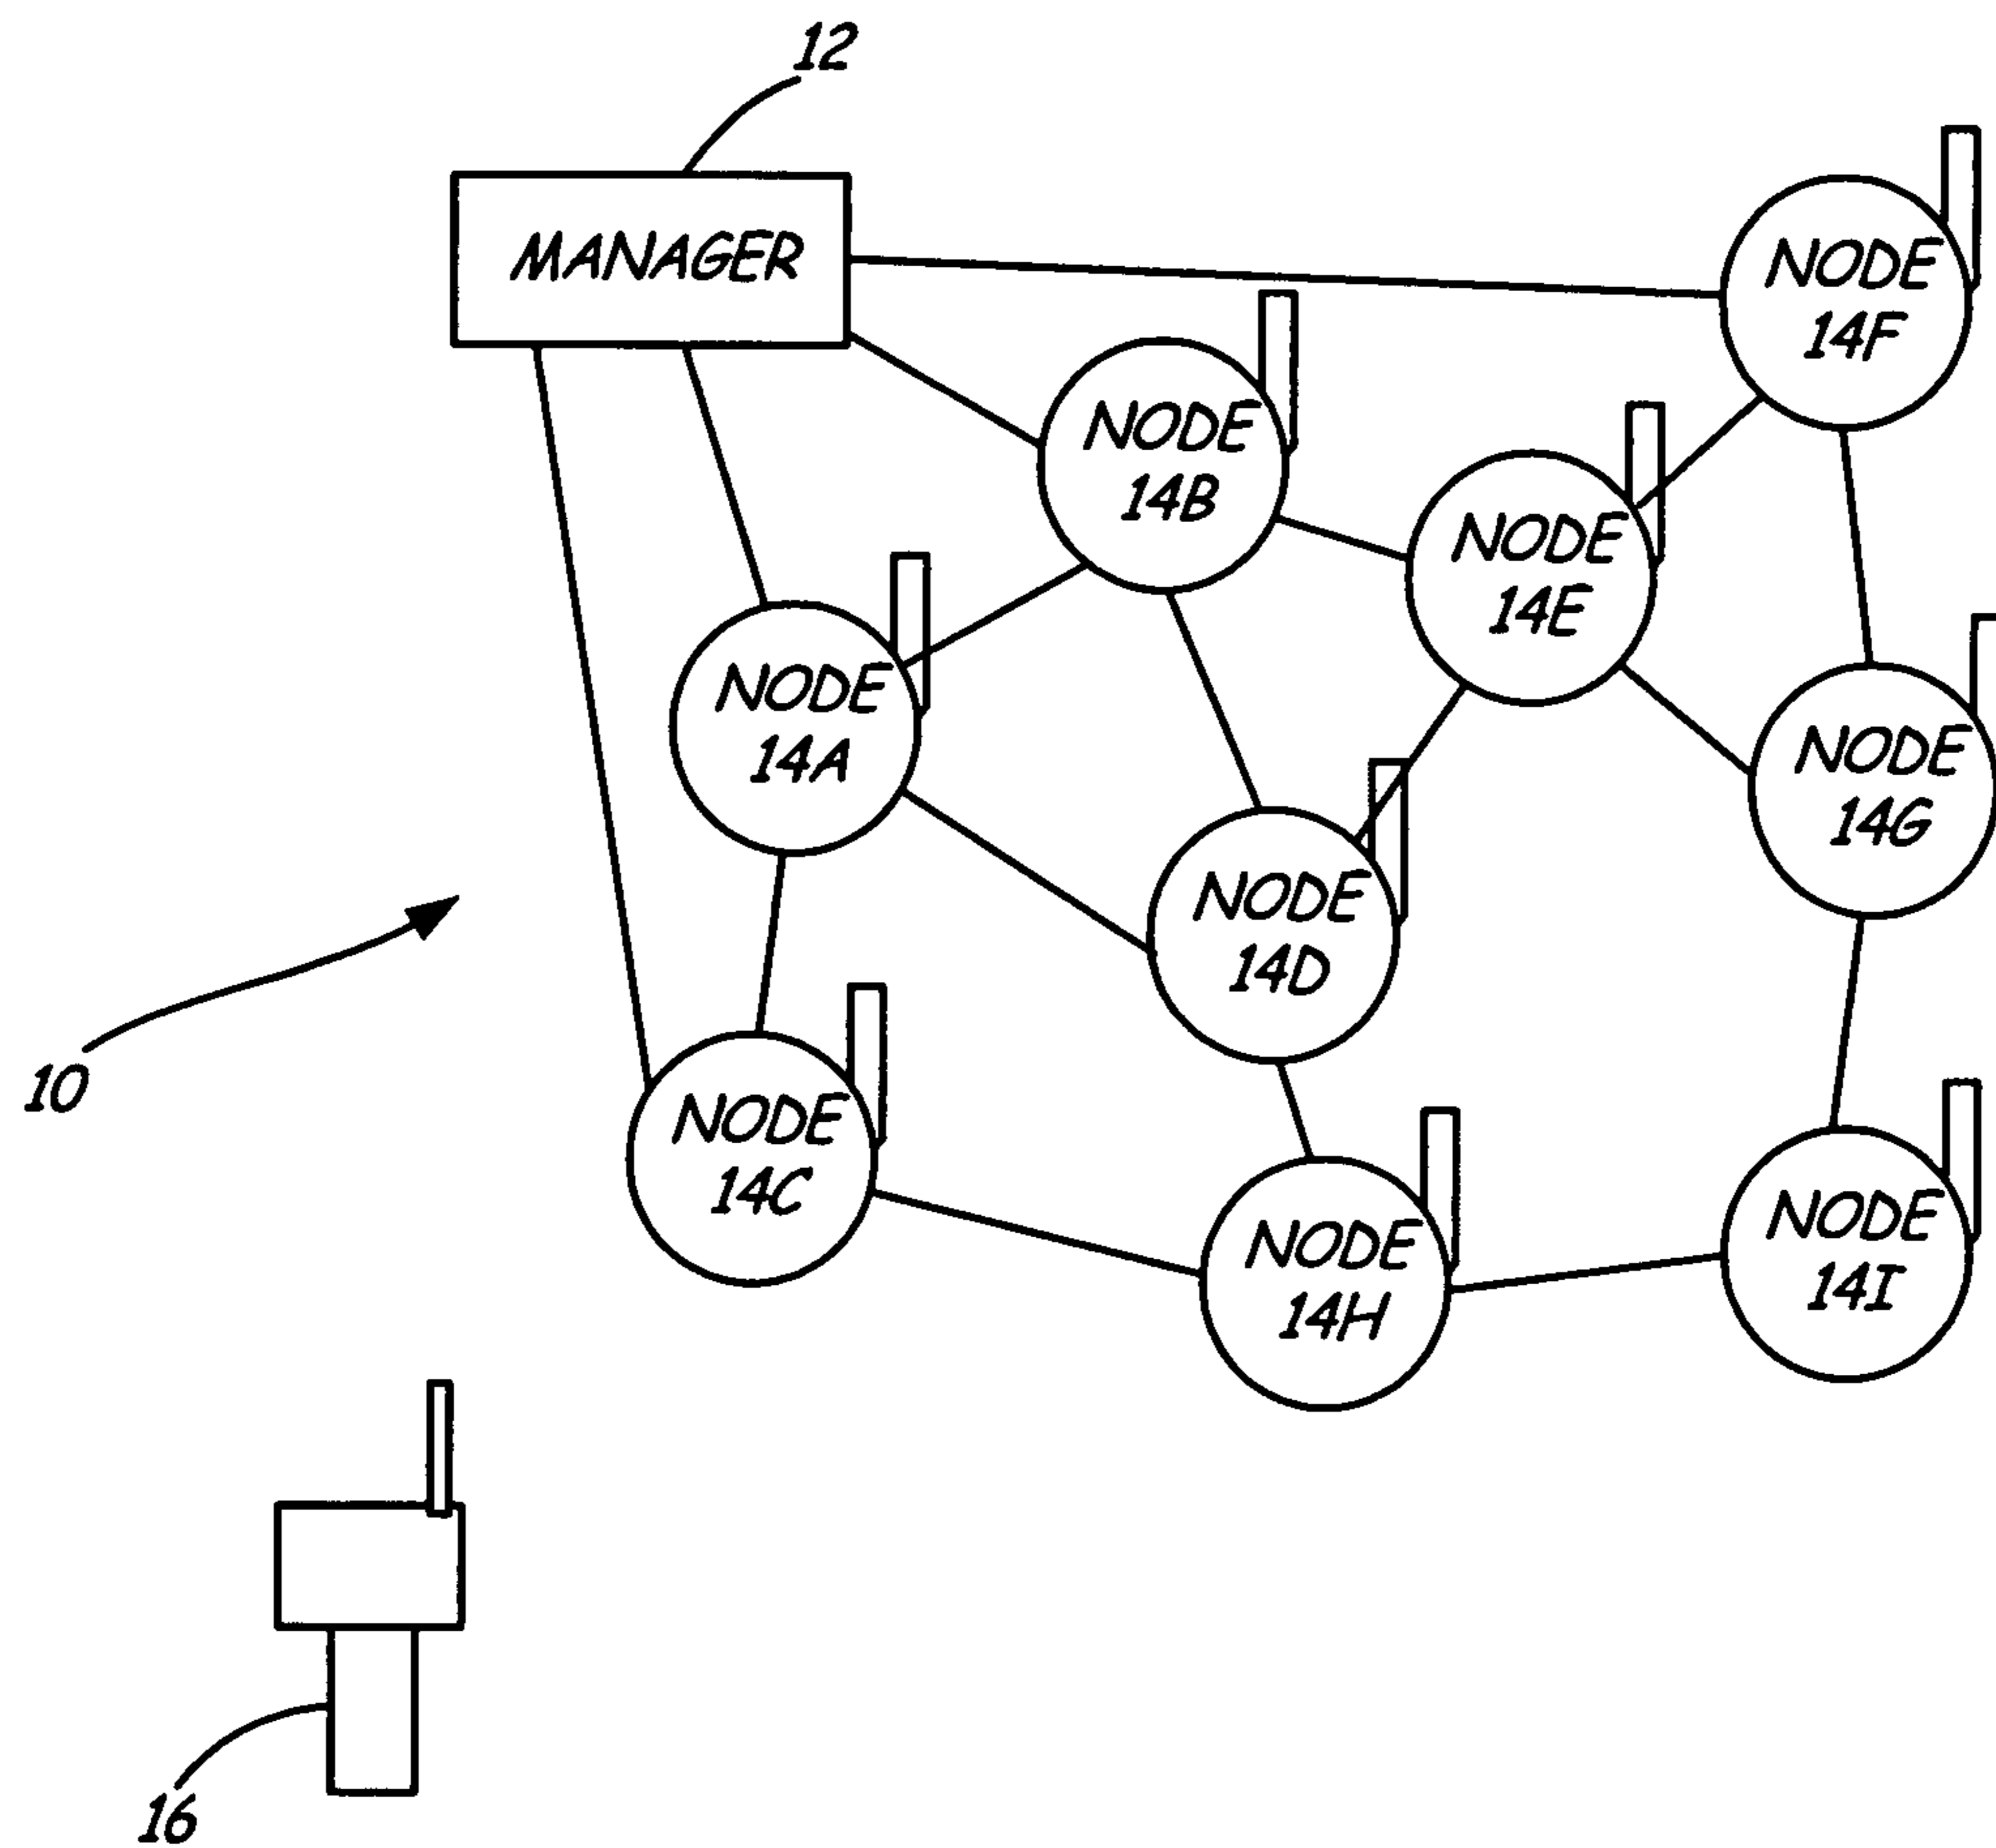 12
MANAGER
NODE
14F
NODE
14B
NODE
14E
NODE
14A
NODE
14G
NODE
14D
10
NODE
14C
NODE
14H
NODE
14I
16